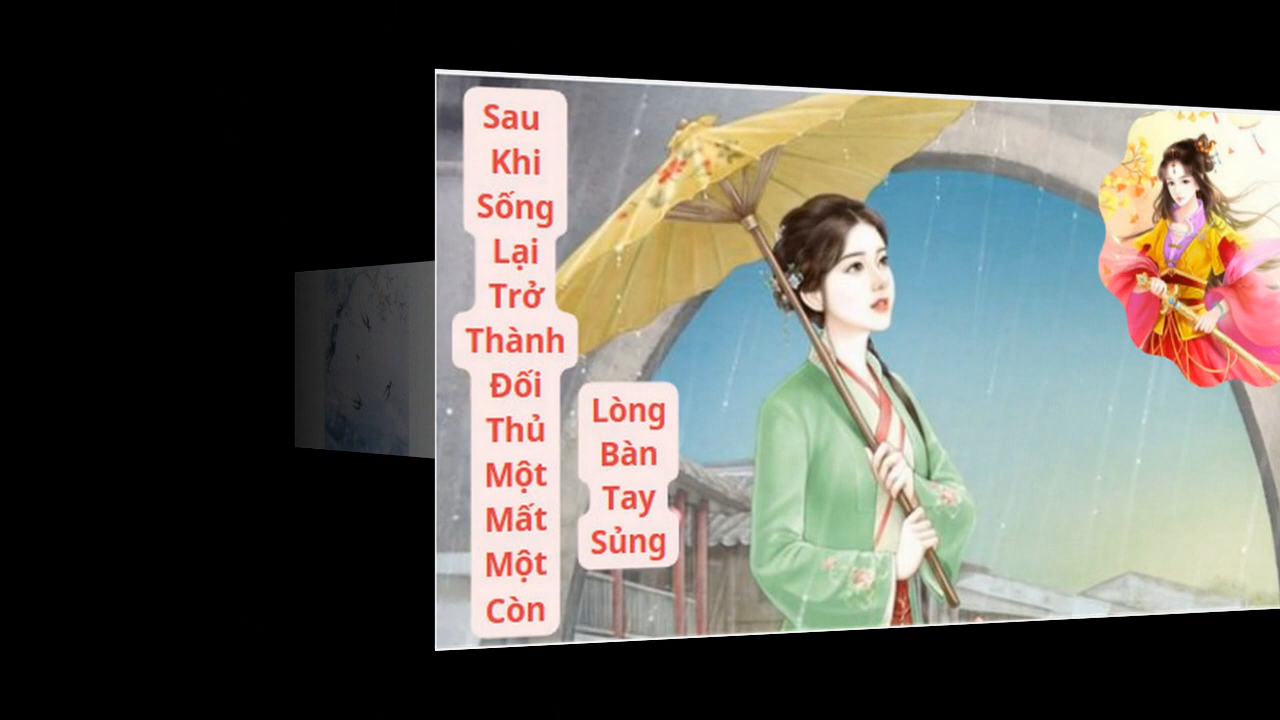 Sau
Khi
Sống
Lại
Trở
Thành
Đối
Thủ
Một
Mất
Một
Còn
Lòng
Bàn
Tay
Sủng